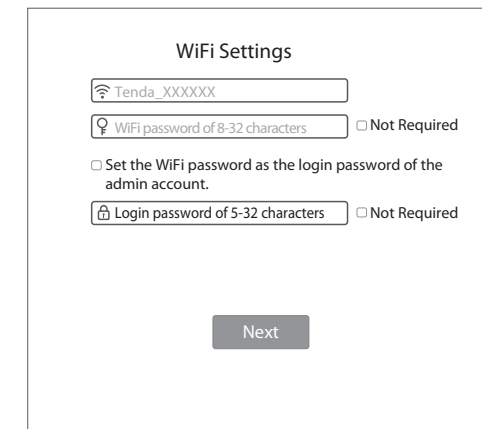 WiFi Settings
Tenda_XXXXXX
WiFi password of 8-32 characters
Not Required
Set the WiFi password as the login password of the
admin account.
Login password of 5-32 characters
Not Required
Next